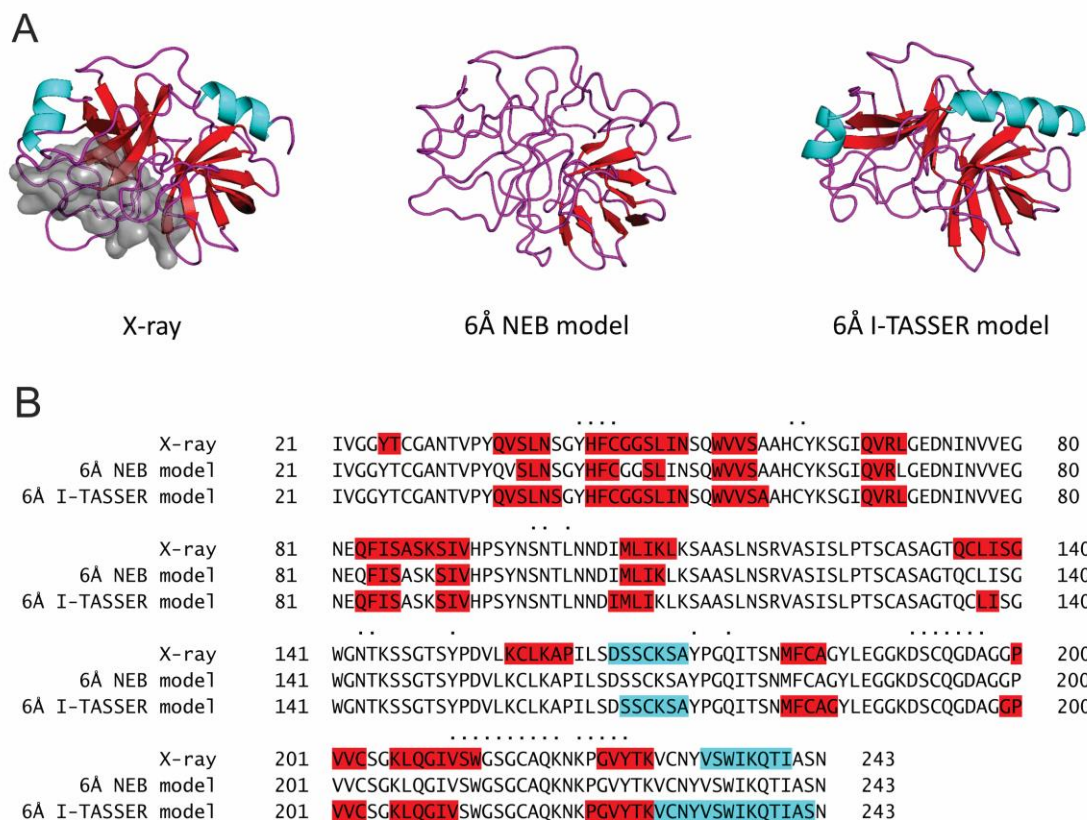 A
X-ray
6Å NEB model
6Å I-TASSER model
B
X-ray 21 IVGGYTCGANTVPYQVSLNSGYHFCGGSLINSQWVVSAAHCYKSGIQVRLGEDNINVVEG 80
6Å NEB model 21 IVGGYTCGANTVPYQVSLNSGYHFCGGSLINSQWVVSAAHCYKSGIQVRLGEDNINVVEG 80
6Å I-TASSER model 21 IVGGYTCGANTVPYQVSLNSGYHFCGGSLINSQWVVSAAHCYKSGIQVRLGEDNINVVEG 80
X-ray 81 NEQFISASKSIVHPSYNSNTLNNDIMLIKLKSAASLNSRVASISLPTSCASAGTQCLISG 140
6Å NEB model 81 NEQFISASKSIVHPSYNSNTLNNDIMLIKLKSAASLNSRVASISLPTSCASAGTQCLISG 140
6Å I-TASSER model 81 NEQFISASKSIVHPSYNSNTLNNDIMLIKLKSAASLNSRVASISLPTSCASAGTQCLISG 140
X-ray 141 WGNTKSSGTSYPDVLKCLKAPILSDSSCKSAYPGQITSNMFCAGYLEGGKDSCQGDAGGP 200
6Å NEB model 141 WGNTKSSGTSYPDVLKCLKAPILSDSSCKSAYPGQITSNMFCAGYLEGGKDSCQGDAGGP 200
6Å I-TASSER model 141 WGNTKSSGTSYPDVLKCLKAPILSDSSCKSAYPGQITSNMFCAGYLEGGKDSCQGDAGGP 200
X-ray 201 VVCSGKLQGIVSWGSGCAQKNKPGVYTKVCNYVSWIKQTIASN 243
6Å NEB model 201 VVCSGKLQGIVSWGSGCAQKNKPGVYTKVCNYVSWIKQTIASN 243
6Å I-TASSER model 201 VVCSGKLQGIVSWGSGCAQKNKPGVYTKVCNYVSWIKQTIASN 243